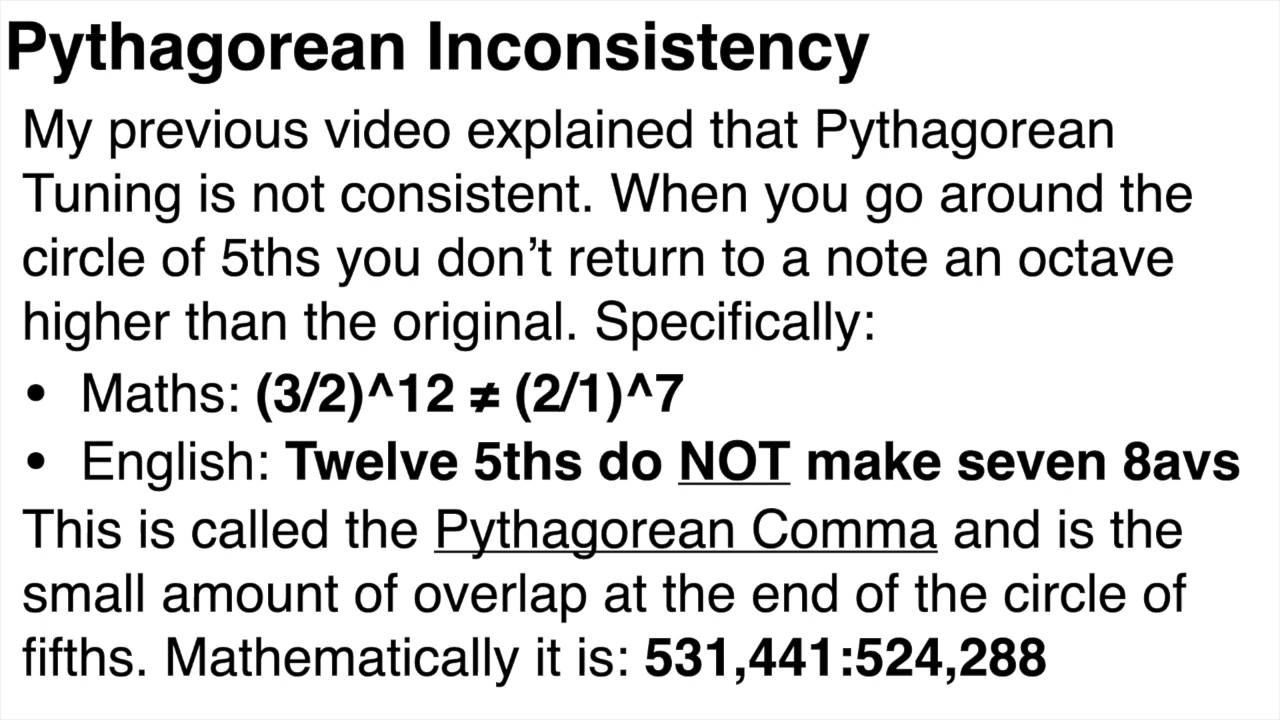 Pythagorean Inconsistency
My previous video explained that Pythagorean
Tuning is not consistent. When you go around the
circle of 5ths you don’t return to a note an octave
higher than the original. Specifically:
• Maths: (3/2)^12 ≠ (2/1)^7
• English: Twelve 5ths do NOT make seven 8avs
This is called the Pythagorean Comma and is the
small amount of overlap at the end of the circle of
fifths. Mathematically it is: 531,441:524,288